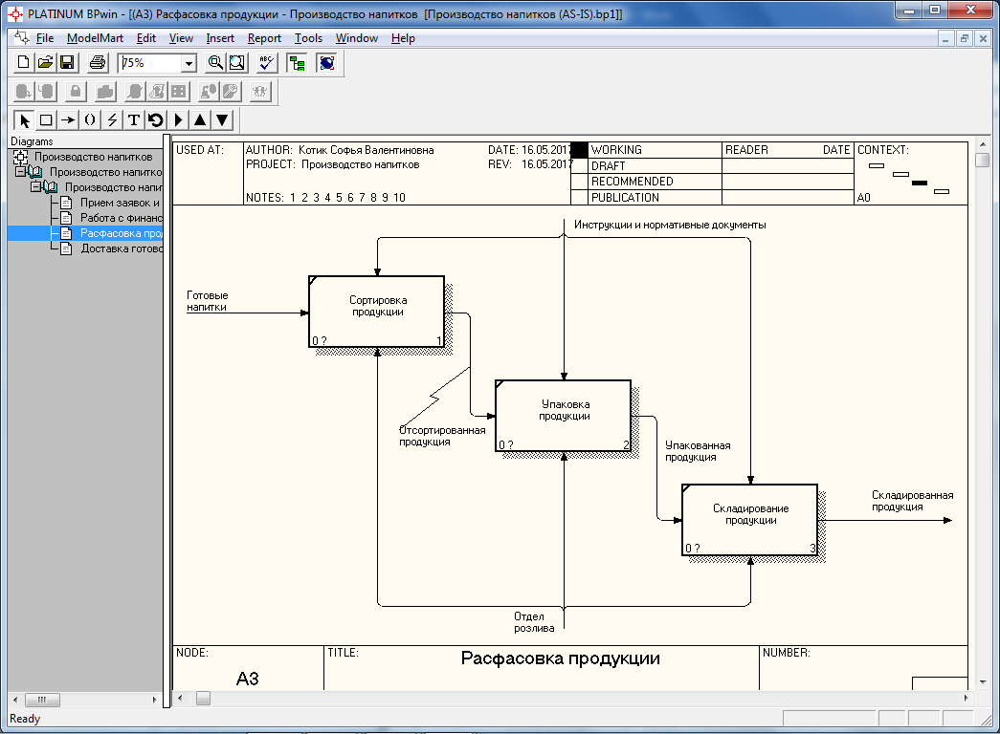 PLATINUM BPwin - [(A3) Расфасовка продукции - Производство напитков [Производство напитков (AS-IS).bp1]]
File ModelMart Edit View Insert Report Tools Window Help
75%
ABC
T
Diagrams
Производство напитков
Производство напитко
Производство напит
Прием заявок и
Работа с финанс
Расфасовка про
Доставка готово
USED AT:
AUTHOR: Котик Софья Валентиновна
PROJECT: Производство напитков
NOTES: 1 2 3 4 5 6 7 8 9 10
DATE: 16.05.2017
REV: 16.05.2017
WORKING
DRAFT
RECOMMENDED
PUBLICATION
READER DATE
CONTEXT:
A0
Инструкции и нормативные документы
Готовые
напитки
Сортировка
продукции
0 ? 1
Отсортированная
продукция
Упаковка
продукции
0 ? 2
Упакованная
продукция
Складирование
продукции
0 ? 3
Складированная
продукция
Отдел
розлива
NODE:
A3
TITLE:
Расфасовка продукции
NUMBER:
Ready